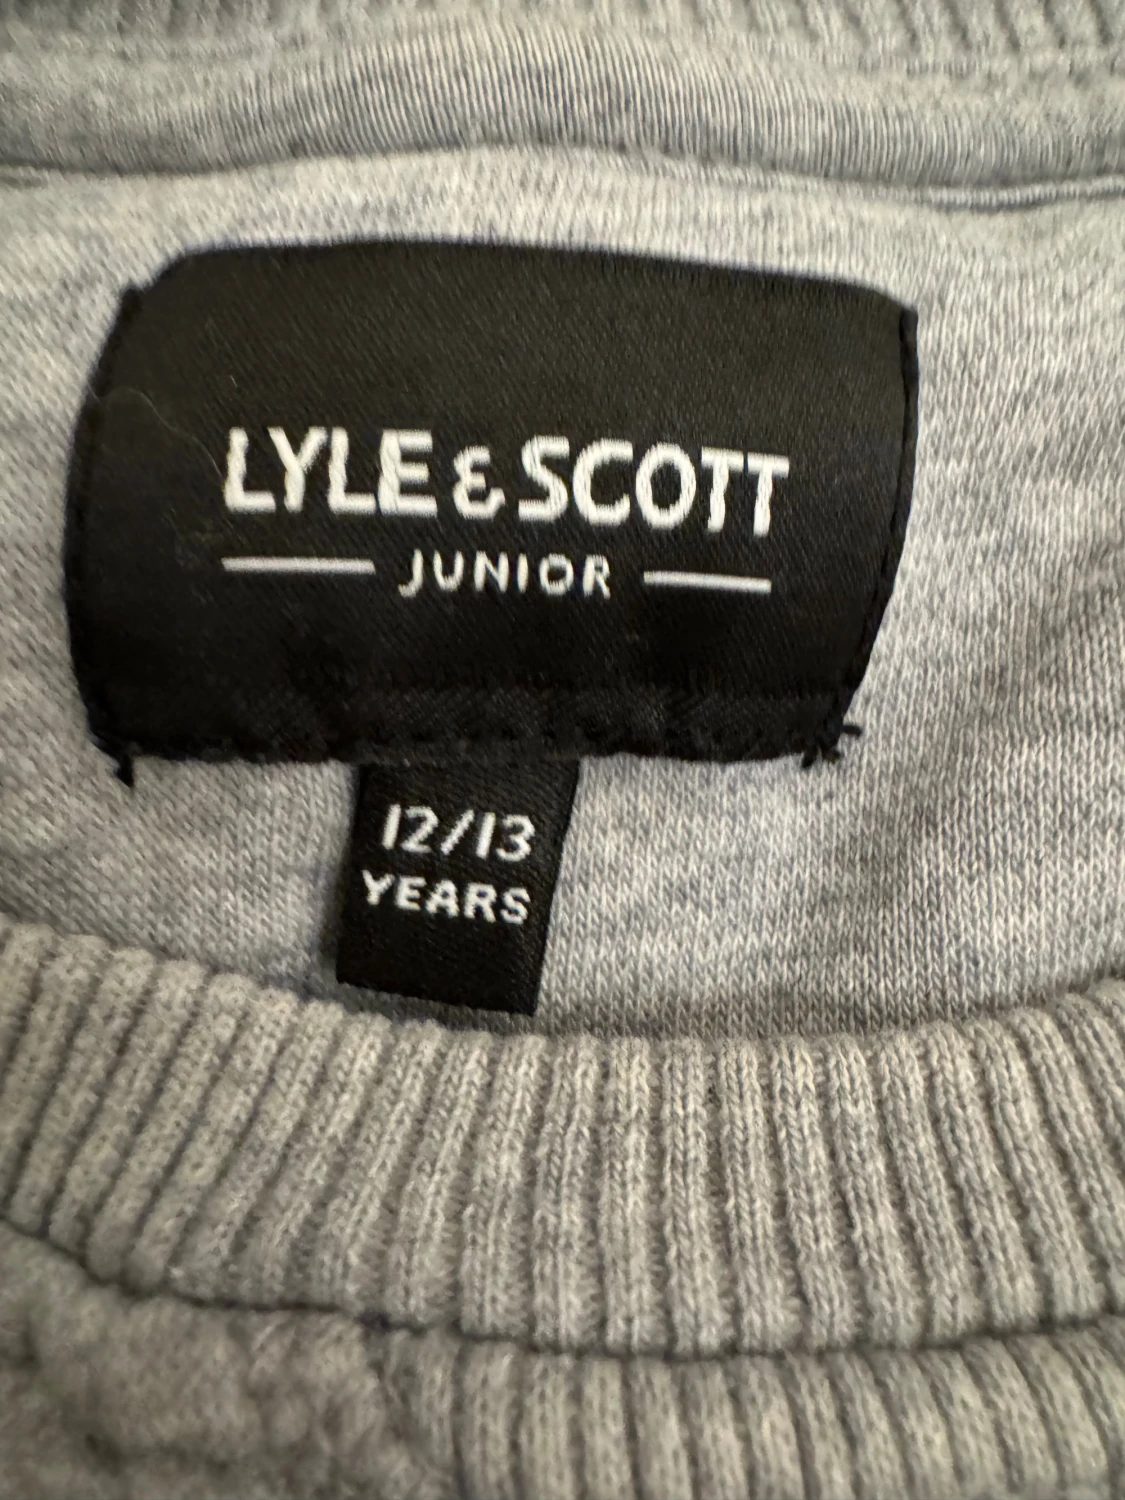 LYLE & SCOTT
JUNIOR
12/13
YEARS